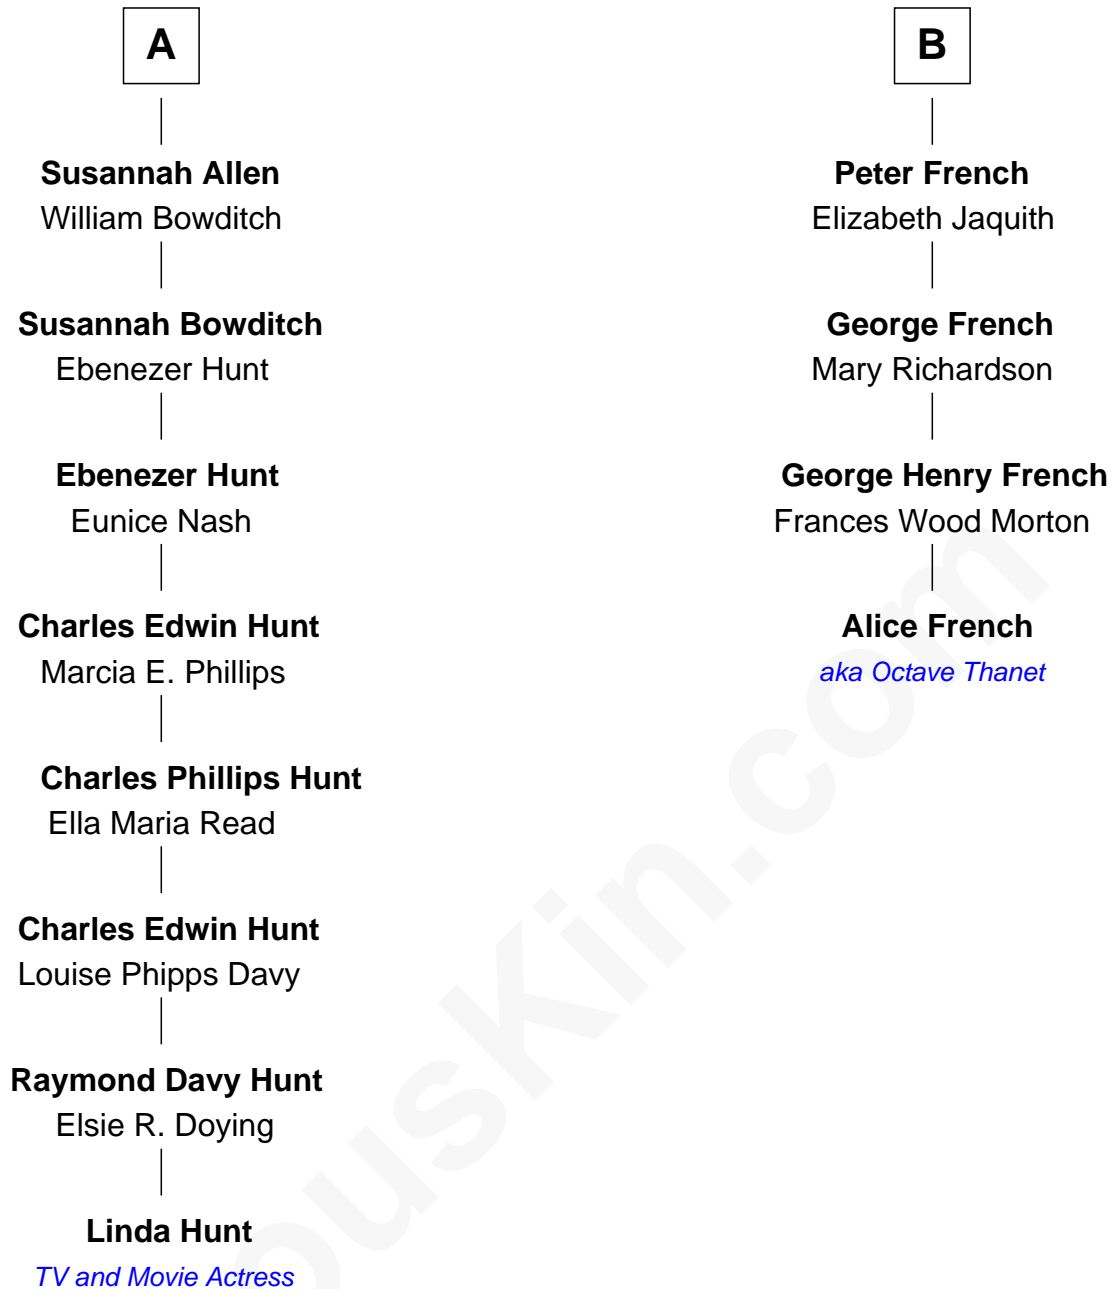 A
Susannah Allen
William Bowditch
Susannah Bowditch
Ebenezer Hunt
Ebenezer Hunt
Eunice Nash
Charles Edwin Hunt
Marcia E. Phillips
Charles Phillips Hunt
Ella Maria Read
Charles Edwin Hunt
Louise Phipps Davy
Raymond Davy Hunt
Elsie R. Doying
Linda Hunt
TV and Movie Actress
B
Peter French
Elizabeth Jaquith
George French
Mary Richardson
George Henry French
Frances Wood Morton
Alice French
aka Octave Thanet
ousKin.com